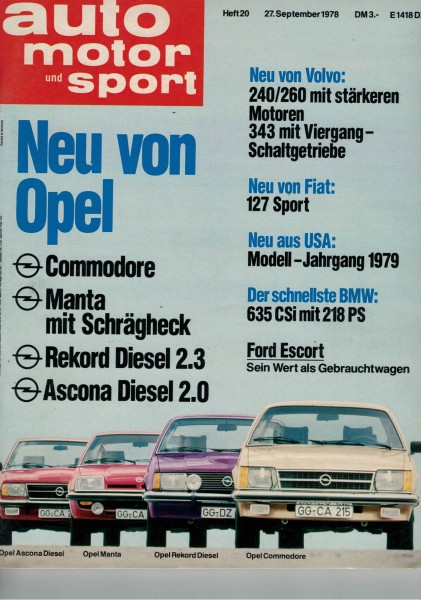 auto
motor
und
sport
Heft 20 27. September 1978 DM 3.- E 1418 D
Neu von
Opel
Commodore
Manta
mit Schrägheck
Rekord Diesel 2.3
Ascona Diesel 2.0
Neu von Volvo:
240/260 mit stärkeren
Motoren
343 mit Viergang-
Schaltgetriebe
Neu von Fiat:
127 Sport
Neu aus USA:
Modell-Jahrgang 1979
Der schnellste BMW:
635 CSi mit 218 PS
Ford Escort
Sein Wert als Gebrauchtwagen
GG-CA
GG-CA
GG-DZ
GG-CA 215
Opel Ascona Diesel
Opel Manta
Opel Rekord Diesel
Opel Commodore